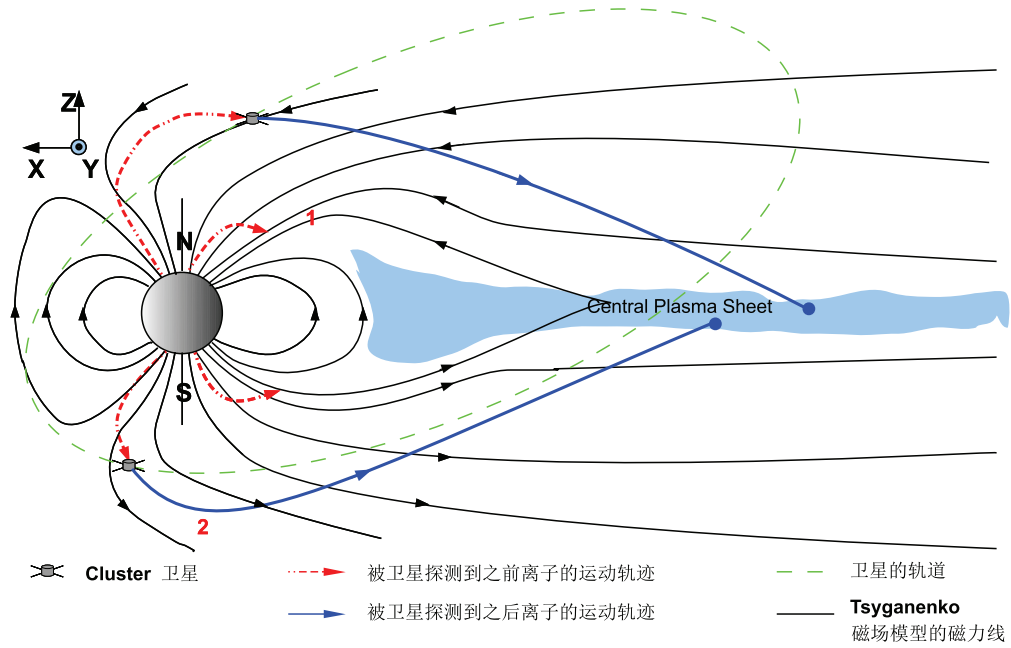 Z
X
Y
N
1
Central Plasma Sheet
S
2
Cluster 卫星
被卫星探测到之前离子的运动轨迹
卫星的轨道
被卫星探测到之后离子的运动轨迹
Tsyganenko
磁场模型的磁力线